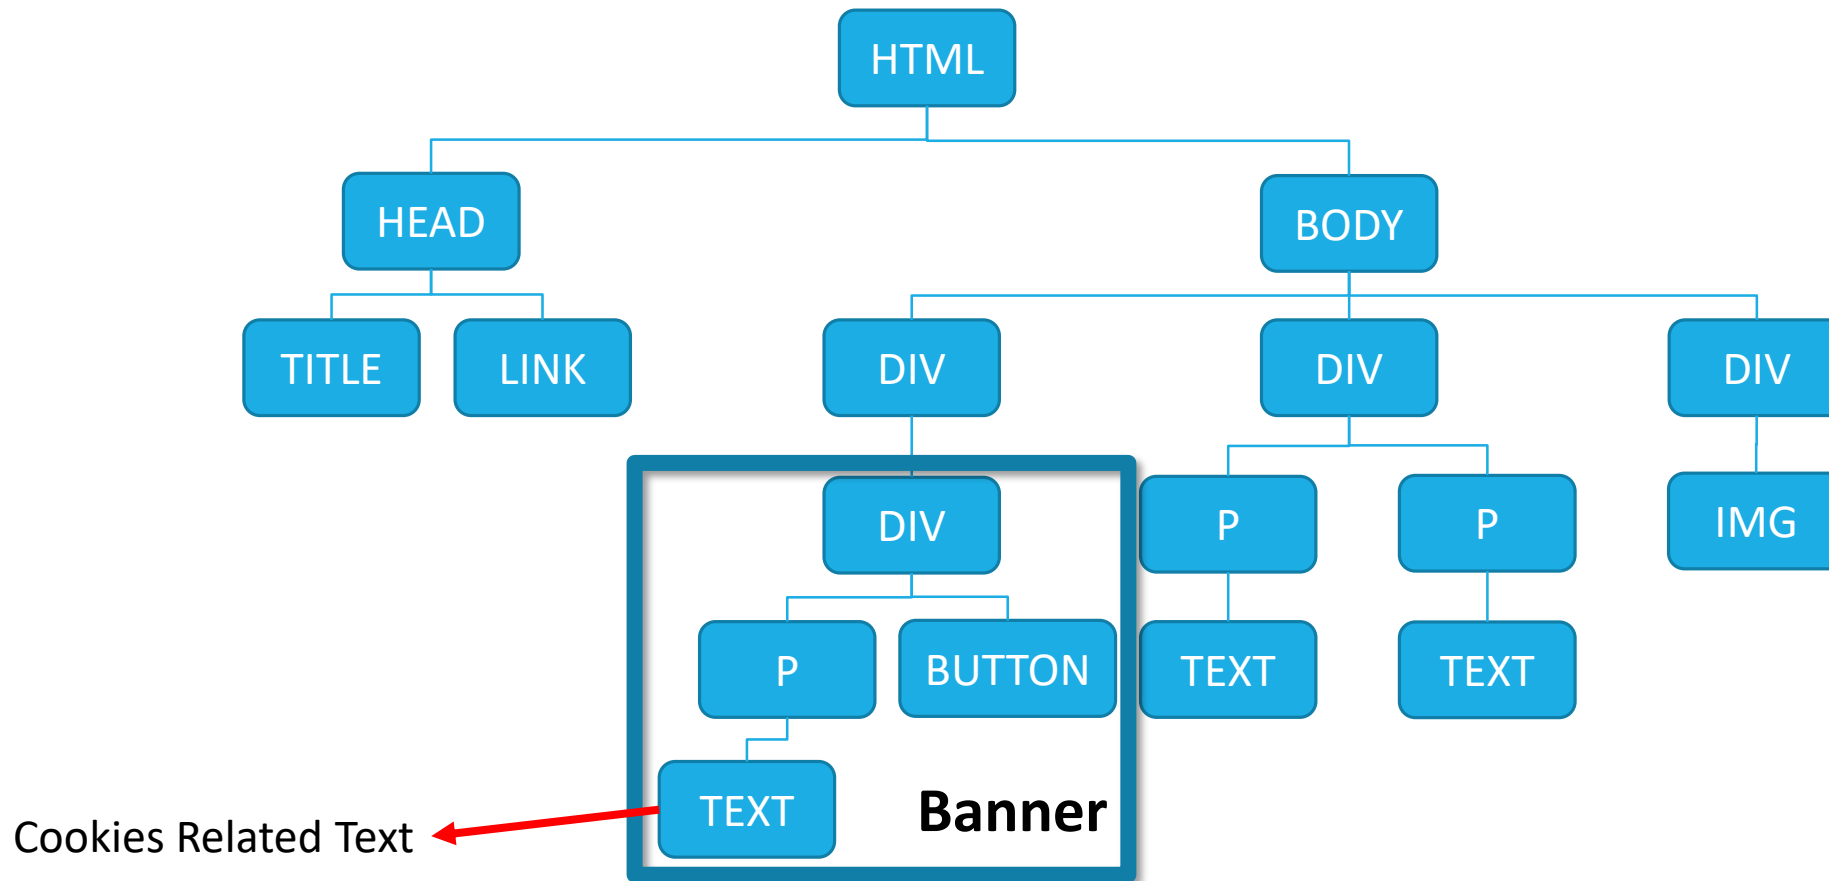 HTML
HEAD
BODY
TITLE
LINK
DIV
DIV
DIV
DIV
P
P
IMG
P
BUTTON
TEXT
TEXT
TEXT
Banner
Cookies Related Text